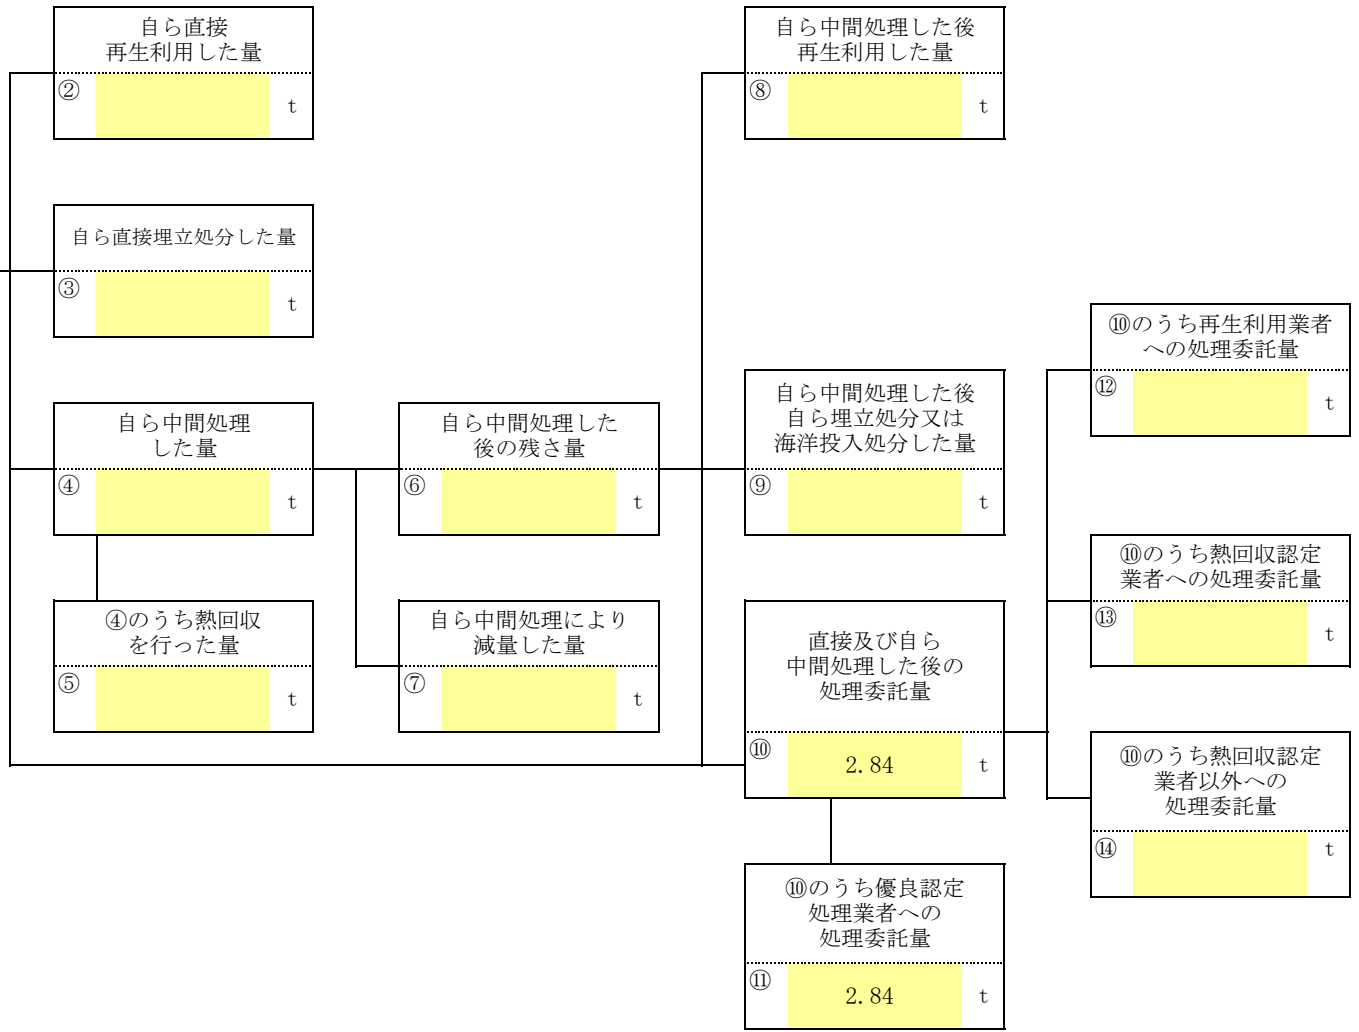 自ら直接
再生利用した量
②
t
自ら中間処理した後
再生利用した量
⑧
t
自ら直接埋立処分した量
③
t
⑩のうち再生利用業者
への処理委託量
⑫
t
自ら中間処理
した量
④
t
自ら中間処理した
後の残さ量
⑥
t
自ら中間処理した後
自ら埋立処分又は
海洋投入処分した量
⑨
t
⑩のうち熱回収認定
業者への処理委託量
⑬
t
④のうち熱回収
を行った量
⑤
t
自ら中間処理により
減量した量
⑦
t
直接及び自ら
中間処理した後の
処理委託量
⑩
2.84
t
⑩のうち熱回収認定
業者以外への
処理委託量
⑭
t
⑩のうち優良認定
処理業者への
処理委託量
⑪
2.84
t